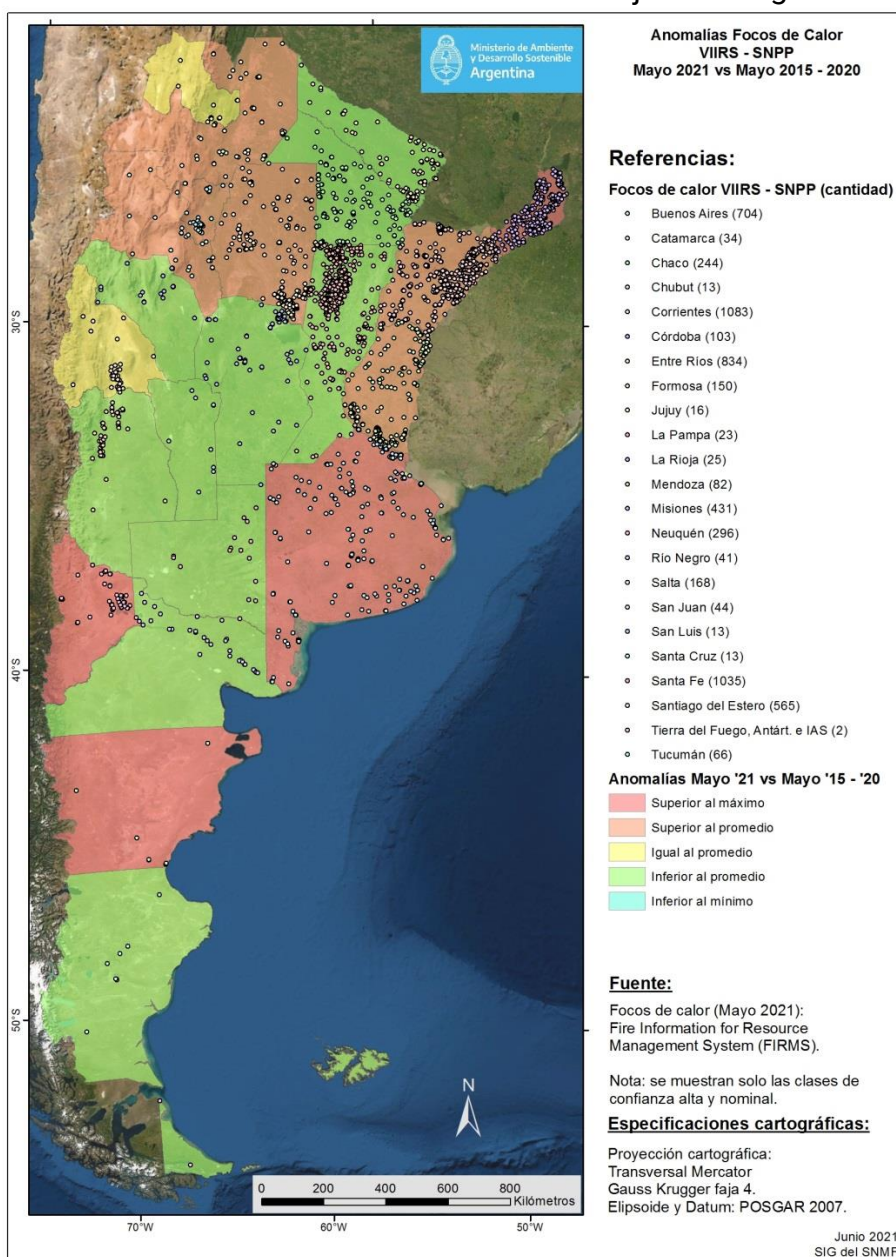 Ministerio de Ambiente
y Desarrollo Sostenible
Argentina
Anomalías Focos de Calor
VIIRS - SNPP
Mayo 2021 vs Mayo 2015 - 2020
Referencias:
Focos de calor VIIRS - SNPP (cantidad)
Buenos Aires (704)
Catamarca (34)
Chaco (244)
Chubut (13)
Corrientes (1083)
Córdoba (103)
Entre Ríos (834)
Formosa (150)
Jujuy (16)
La Pampa (23)
La Rioja (25)
Mendoza (82)
Misiones (431)
Neuquén (296)
Río Negro (41)
Salta (168)
San Juan (44)
San Luis (13)
Santa Cruz (13)
Santa Fe (1035)
Santiago del Estero (565)
Tierra del Fuego, Antárt. e IAS (2)
Tucumán (66)
Anomalías Mayo '21 vs Mayo '15 - '20
Superior al máximo
Superior al promedio
Igual al promedio
Inferior al promedio
Inferior al mínimo
Fuente:
Focos de calor (Mayo 2021):
Fire Information for Resource
Management System (FIRMS).
Nota: se muestran solo las clases de
confianza alta y nominal.
Especificaciones cartográficas:
Proyección cartográfica:
Transversal Mercator
Gauss Krugger faja 4.
Elipsoide y Datum: POSGAR 2007.
Junio 2021
SIG del SNMF
30°S
40°S
50°S
N
0 200 400 600 800
Kilómetros
70°W 60°W 50°W